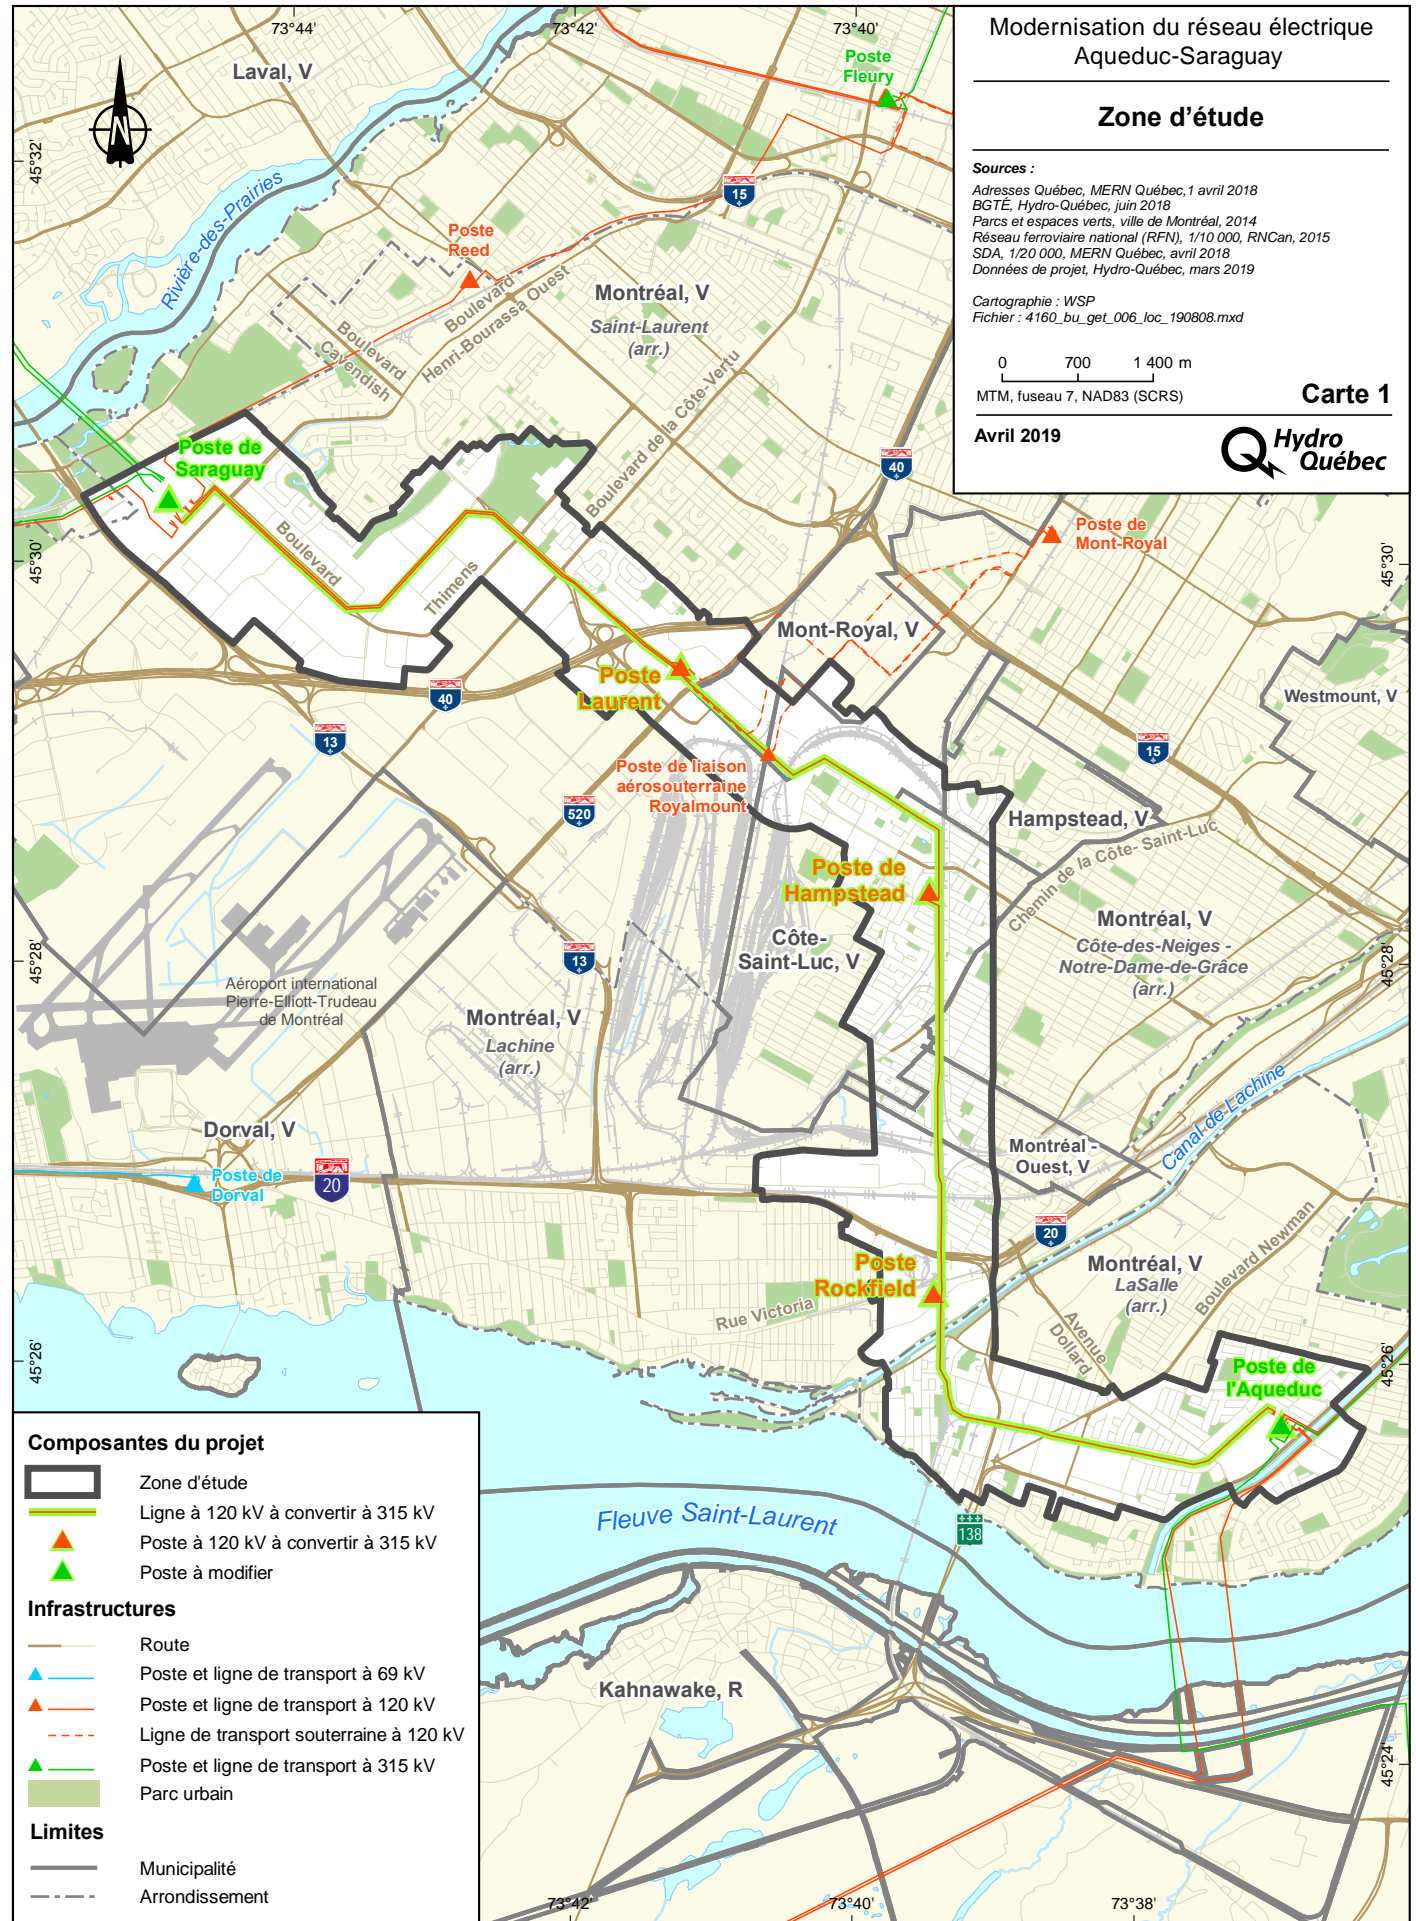 73°44'
73°42'
73°40'
Modernisation du réseau électrique
Aqueduc-Saraguay
Zone d'étude
Sources :
Adresses Québec, MERN Québec,1 avril 2018
BGTÉ, Hydro-Québec, juin 2018
Parcs et espaces verts, ville de Montréal, 2014
Réseau ferroviaire national (RFN), 1/10 000, RNCan, 2015
SDA, 1/20 000, MERN Québec, avril 2018
Données de projet, Hydro-Québec, mars 2019
Cartographie : WSP
Fichier : 4160_bu_get_006_loc_190808.mxd
0 700 1 400 m
MTM, fuseau 7, NAD83 (SCRS)
Carte 1
Avril 2019
Hydro
Québec
Laval, V
Poste
Fleury
N
45°32'
Rivière-des-Prairies
15
Poste
Reed
Montréal, V
Saint-Laurent
(arr.)
Boulevard
Henri-Bourassa Ouest
Boulevard
Cavendish
Boulevard de la Côte-Vertu
Poste de
Saraguay
40
Boulevard
Thimens
Poste de
Mont-Royal
45°30'
45°30'
Mont-Royal, V
Poste
Laurent
40
13
Westmount, V
15
Poste de liaison
aérosouterraine
Royalmount
520
Hampstead, V
Chemin de la Côte- Saint-Luc
Poste de
Hampstead
Montréal, V
Côte-des-Neiges -
Notre-Dame-de-Grâce
(arr.)
Côte-
Saint-Luc, V
13
45°28'
45°28'
Aéroport international
Pierre-Elliott-Trudeau
de Montréal
Montréal, V
Lachine
(arr.)
Canal de Lachine
Dorval, V
Montréal -
Ouest, V
Poste de
Dorval
20
20
Poste
Rockfield
Montréal, V
LaSalle
(arr.)
Boulevard Newman
Rue Victoria
Avenue
Dollard
45°26'
45°26'
Poste de
l'Aqueduc
Fleuve Saint-Laurent
138
Kahnawake, R
45°24'
73°42'
73°40'
73°38'
Composantes du projet
Zone d'étude
Ligne à 120 kV à convertir à 315 kV
Poste à 120 kV à convertir à 315 kV
Poste à modifier
Infrastructures
Route
Poste et ligne de transport à 69 kV
Poste et ligne de transport à 120 kV
Ligne de transport souterraine à 120 kV
Poste et ligne de transport à 315 kV
Parc urbain
Limites
Municipalité
Arrondissement